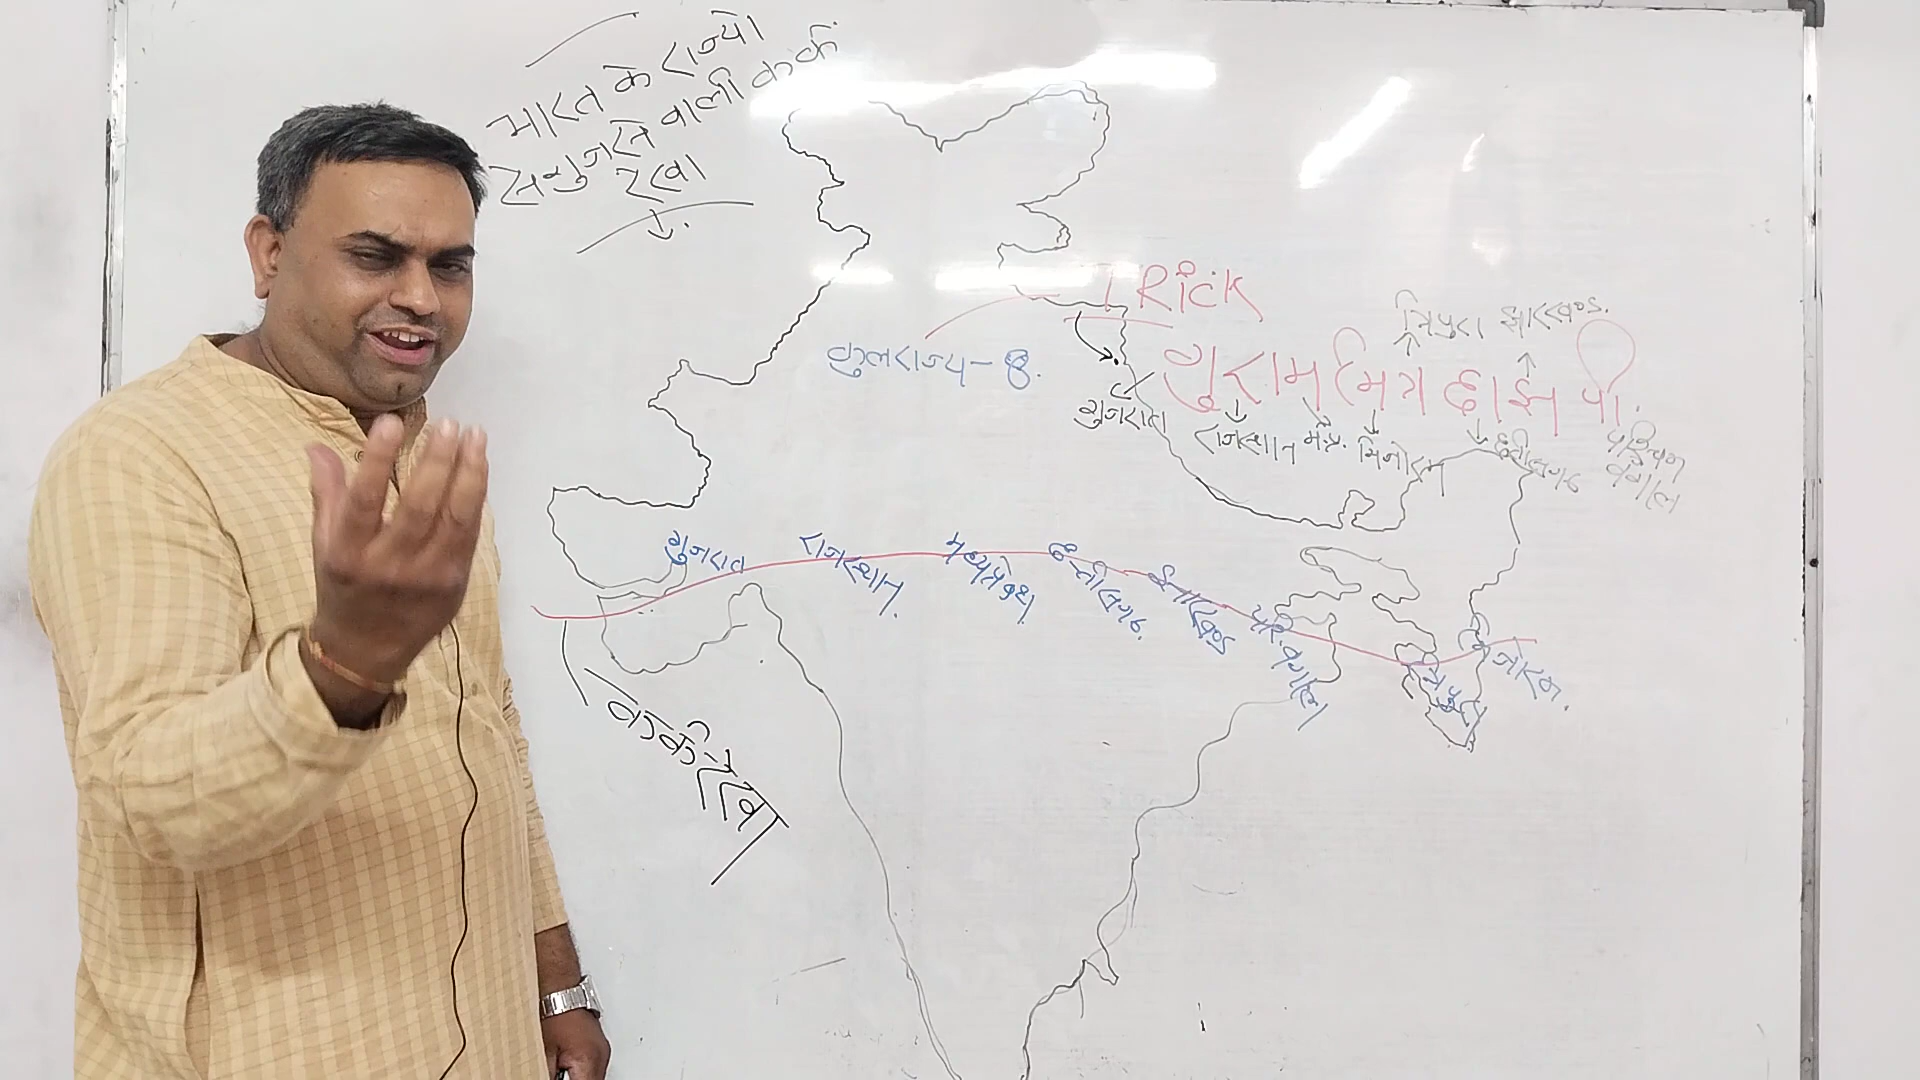 भारत के राज्यो
से गुजरने वाली कर्क
रेखा
TRick
कुल राज्य - 8.
त्रिपुरा झारखण्ड.
गुराम मित्र छाझ पी.
गुजरात
राजस्थान म.प्र. मिजोरम
छत्तीसगढ़
पश्चिम
बंगाल
गुजरात राजस्थान. मध्यप्रदेश छत्तीसगढ़. झारखण्ड पश्चि. बंगाल त्रिपुरा मिजोरम.
कर्क रेखा